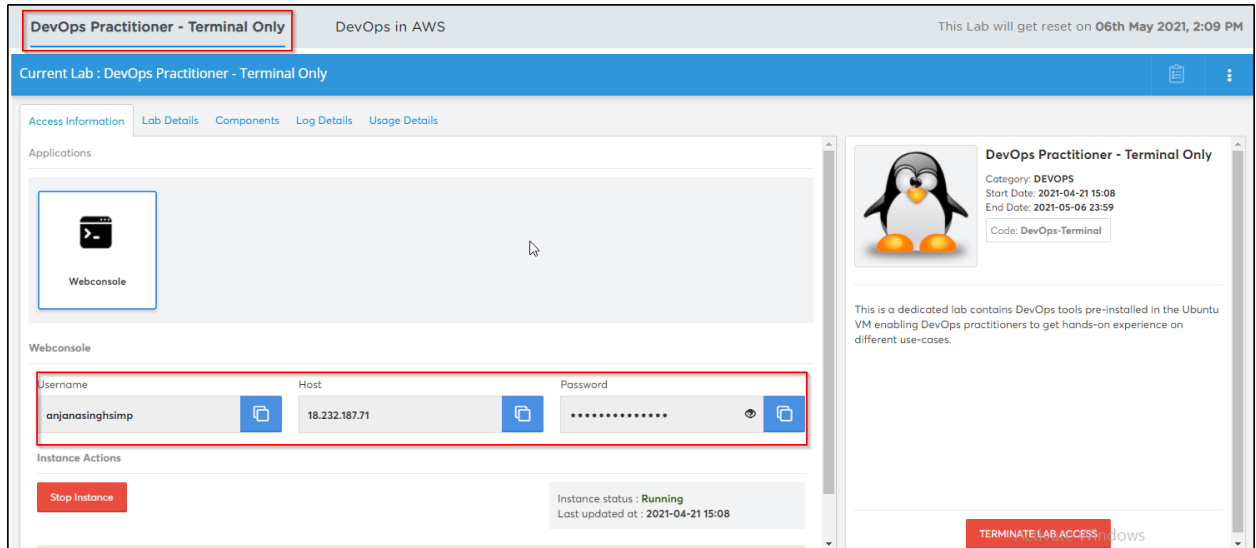 DevOps Practitioner - Terminal Only DevOps in AWS This Lab will get reset on 06th May 2021, 2:09 PM
Current Lab : DevOps Practitioner - Terminal Only
Access Information Lab Details Components Log Details Usage Details
Applications
>-
Webconsole
Webconsole
Username Host Password
anjanasinghsimp 18.232.187.71 ••••••••••••••
Instance Actions
Stop Instance
Instance status : Running
Last updated at : 2021-04-21 15:08
DevOps Practitioner - Terminal Only
Category: DEVOPS
Start Date: 2021-04-21 15:08
End Date: 2021-05-06 23:59
Code: DevOps-Terminal
This is a dedicated lab contains DevOps tools pre-installed in the Ubuntu
VM enabling DevOps practitioners to get hands-on experience on
different use-cases.
TERMINATE LAB ACCESS
Activate Windows